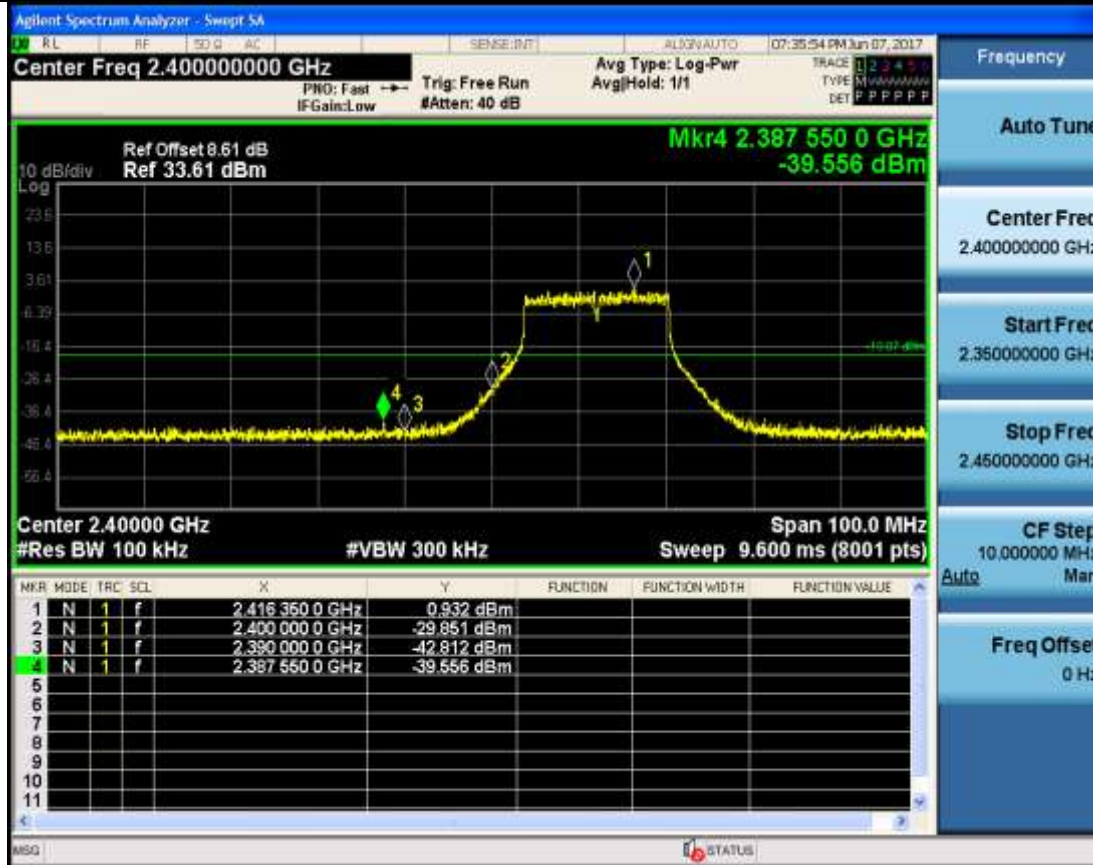 Agilent Spectrum Analyzer - Swept SA
RL RF 50 Ω AC SENSE:INT ALIGN AUTO 07:35:54 PM Jun 07, 2017
Center Freq 2.400000000 GHz
PNO: Fast
IFGain:Low
Trig: Free Run
#Atten: 40 dB
Avg Type: Log-Pwr
Avg|Hold: 1/1
TRACE 1 2 3 4 5 6
TYPE M
DET P P P P P P
Mkr4 2.387 550 0 GHz
-39.556 dBm
Ref Offset 8.61 dB
10 dB/div Ref 33.61 dBm
Log
23.6
13.6
3.61
-6.39
-16.4
-26.4
-36.4
-46.4
-56.4
1
2
3
4
Center 2.40000 GHz Span 100.0 MHz
#Res BW 100 kHz #VBW 300 kHz Sweep 9.600 ms (8001 pts)
MKR MODE TRC SCL X Y FUNCTION FUNCTION WIDTH FUNCTION VALUE
1 N 1 f 2.416 350 0 GHz 0.932 dBm
2 N 1 f 2.400 000 0 GHz -29.851 dBm
3 N 1 f 2.390 000 0 GHz -42.812 dBm
4 N 1 f 2.387 550 0 GHz -39.556 dBm
5
6
7
8
9
10
11
MSG STATUS
Frequency
Auto Tune
Center Freq
2.400000000 GHz
Start Freq
2.350000000 GHz
Stop Freq
2.450000000 GHz
CF Step
10.000000 MHz
Auto Man
Freq Offset
0 Hz